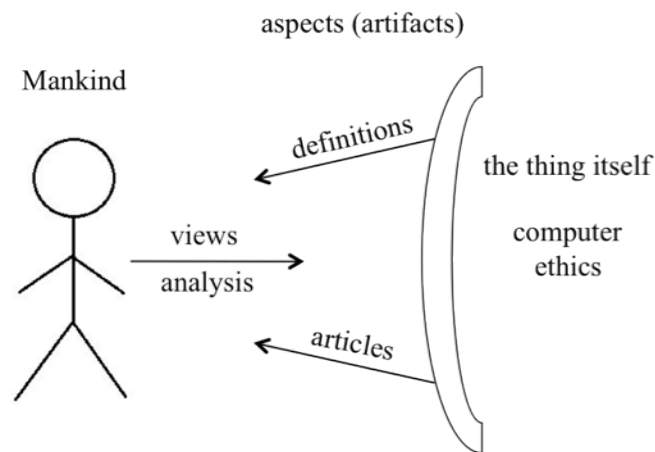 aspects (artifacts)
Mankind
definitions
the thing itself
views
analysis
computer
ethics
articles